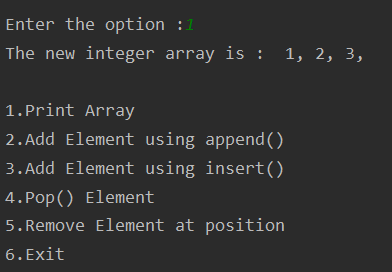 Enter the option :1
The new integer array is :  1, 2, 3,
1.Print Array
2.Add Element using append()
3.Add Element using insert()
4.Pop() Element
5.Remove Element at position
6.Exit